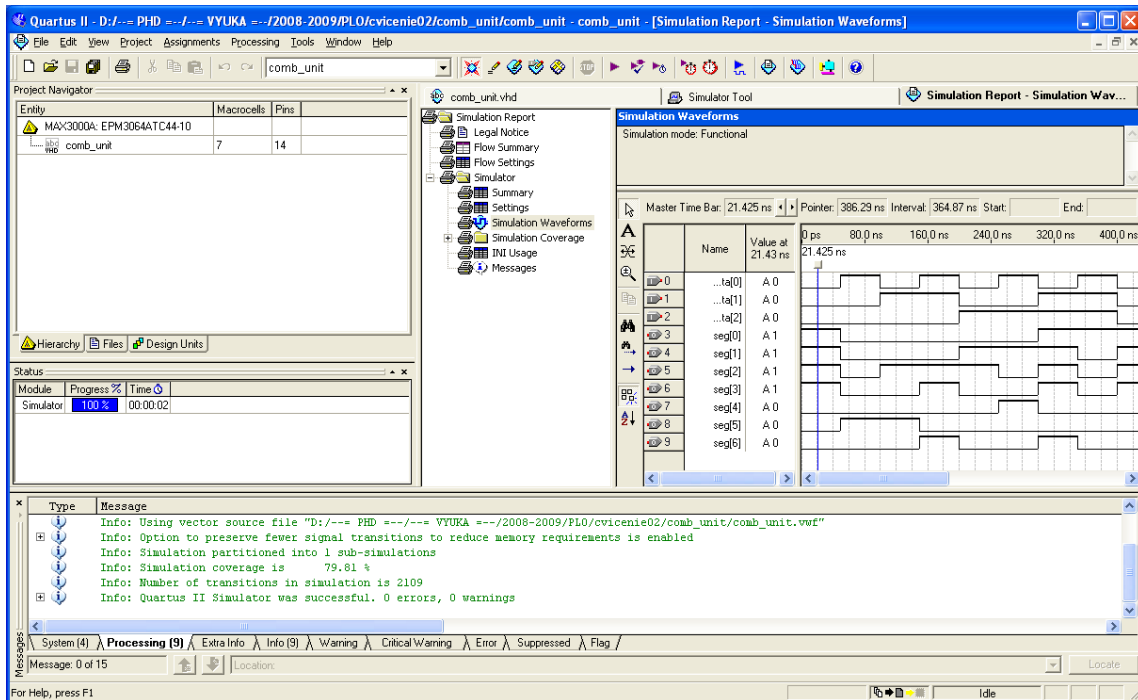 Quartus II - D:/--= PHD =--/--= VYUKA =--/2008-2009/PLO/cvicenie02/comb_unit/comb_unit - comb_unit - [Simulation Report - Simulation Waveforms]
File Edit View Project Assignments Processing Tools Window Help
comb_unit
Project Navigator
Entity Macrocells Pins
MAX3000A: EPM3064ATC44-10
abc VHD comb_unit 7 14
Hierarchy Files Design Units
Status
Module Progress % Time
Simulator 100 % 00:00:02
comb_unit.vhd Simulator Tool Simulation Report - Simulation Wav...
Simulation Report
Legal Notice
Flow Summary
Flow Settings
Simulator
Summary
Settings
Simulation Waveforms
Simulation Coverage
INI Usage
Messages
Simulation Waveforms
Simulation mode: Functional
Master Time Bar: 21.425 ns Pointer: 386.29 ns Interval: 364.87 ns Start: End:
Name Value at 21.43 ns
0 ps 80.0 ns 160.0 ns 240.0 ns 320.0 ns 400.0 ns
21.425 ns
0 ...ta[0] A 0
1 ...ta[1] A 0
2 ...ta[2] A 0
3 seg[0] A 1
4 seg[1] A 1
5 seg[2] A 1
6 seg[3] A 1
7 seg[4] A 0
8 seg[5] A 0
9 seg[6] A 0
Type Message
Info: Using vector source file "D:/--= PHD =--/--= VYUKA =--/2008-2009/PLO/cvicenie02/comb_unit/comb_unit.vwf"
Info: Option to preserve fewer signal transitions to reduce memory requirements is enabled
Info: Simulation partitioned into 1 sub-simulations
Info: Simulation coverage is 79.81 %
Info: Number of transitions in simulation is 2109
Info: Quartus II Simulator was successful. 0 errors, 0 warnings
System (4) Processing (9) Extra Info Info (9) Warning Critical Warning Error Suppressed Flag
Messages
Message: 0 of 15 Location: Locate
For Help, press F1 Idle